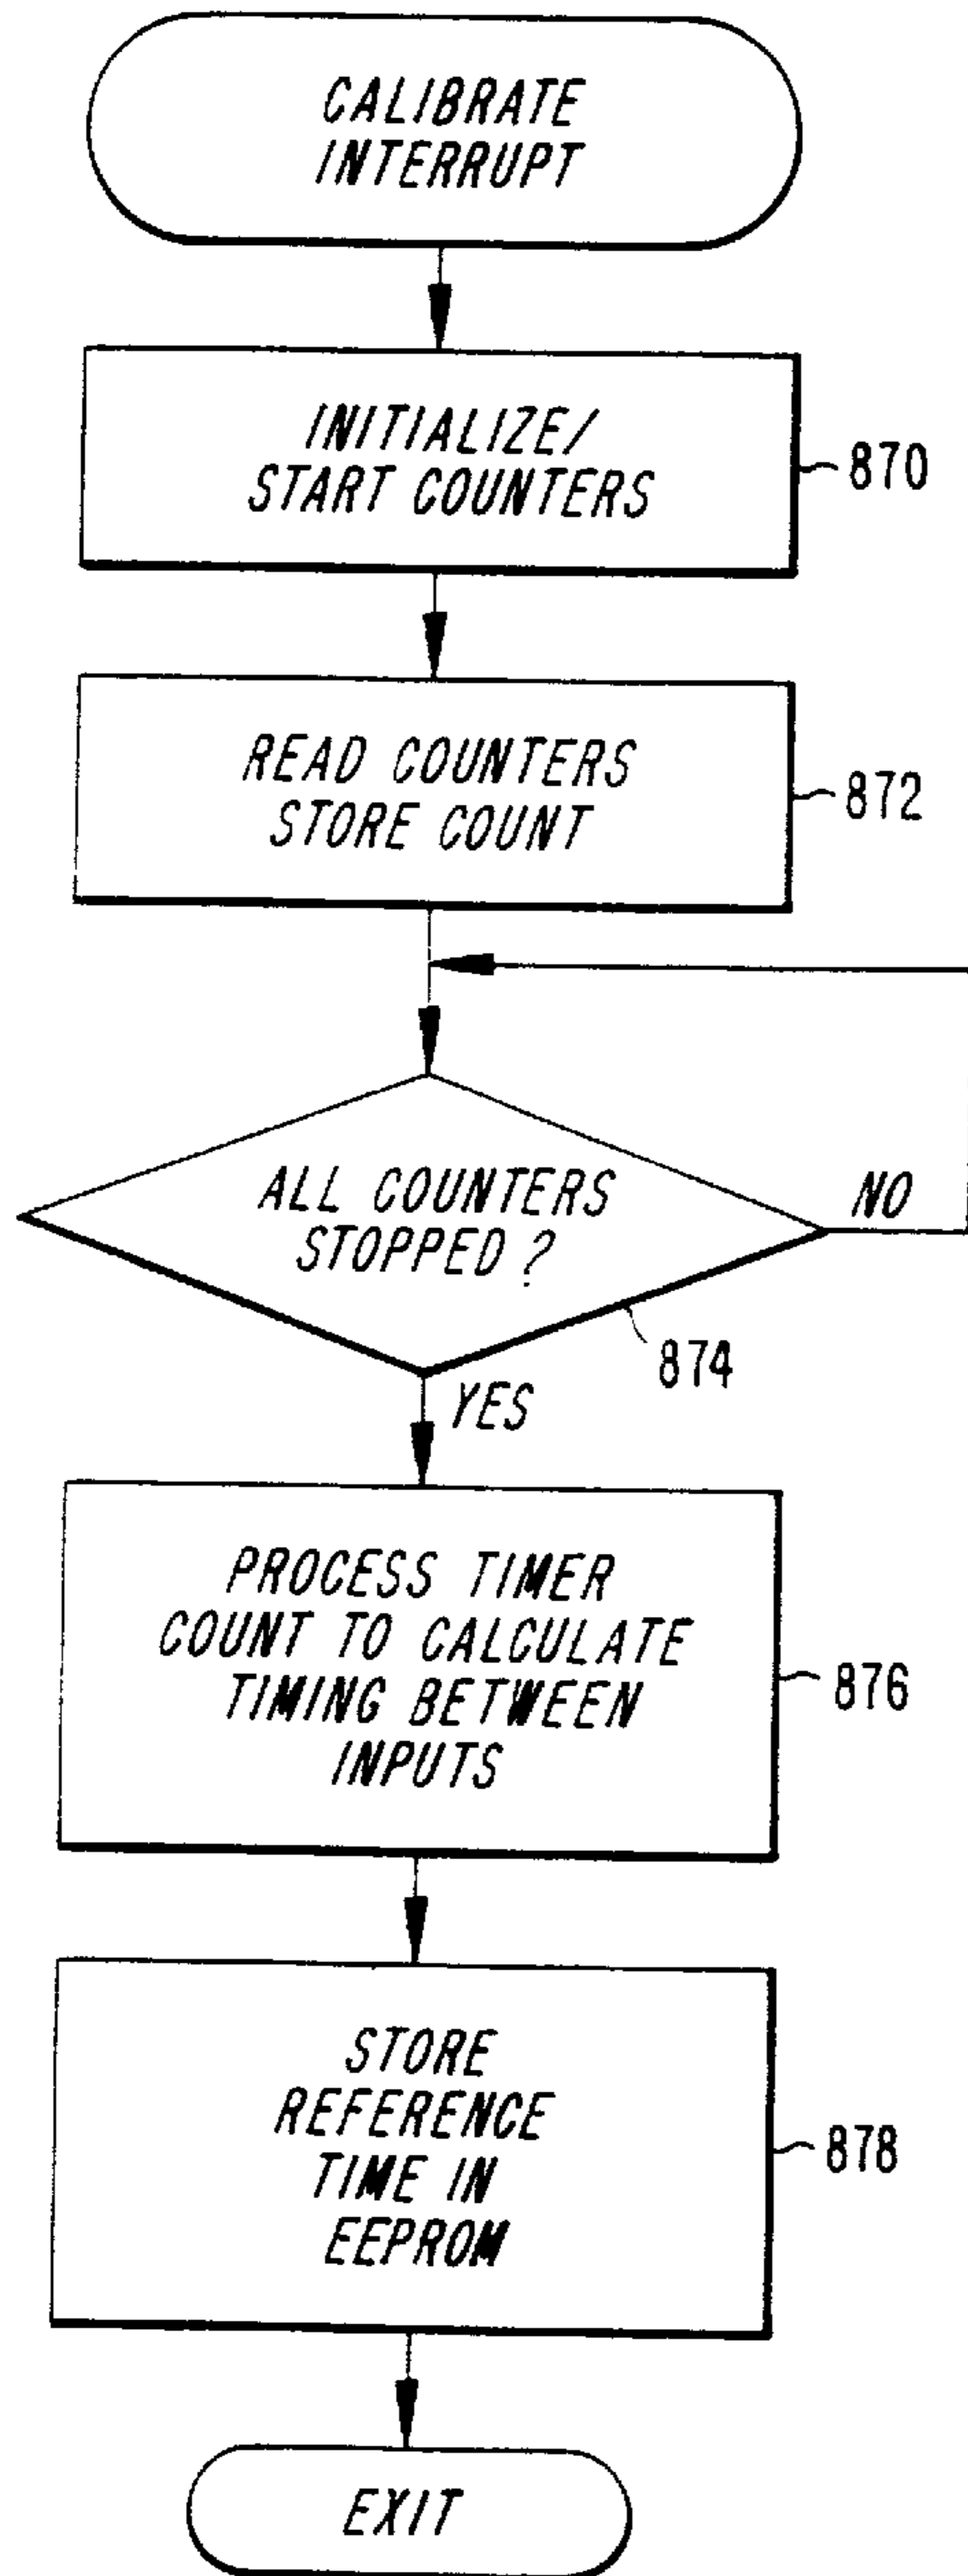 CALIBRATE
INTERRUPT
INITIALIZE/
START COUNTERS
870
READ COUNTERS
STORE COUNT
872
ALL COUNTERS
STOPPED ?
NO
874
YES
PROCESS TIMER
COUNT TO CALCULATE
TIMING BETWEEN
INPUTS
876
STORE
REFERENCE
TIME IN
EEPROM
878
EXIT